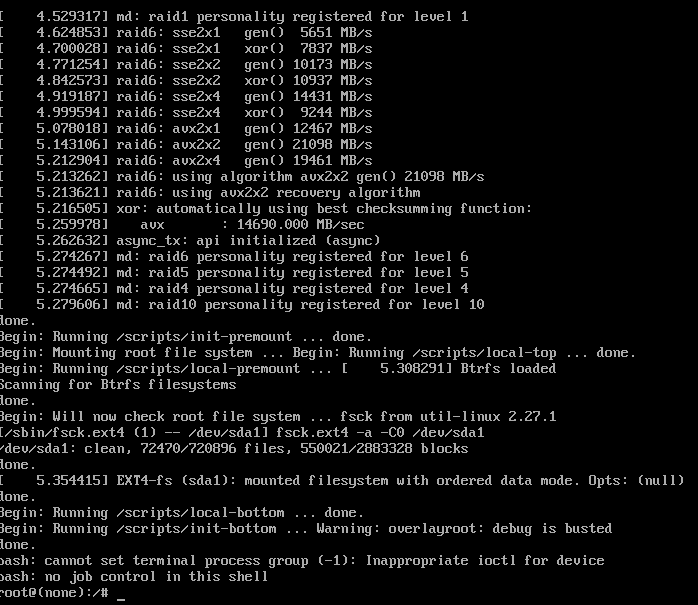 [    4.529317] md: raid1 personality registered for level 1
[    4.624853] raid6: sse2x1   gen()  5651 MB/s
[    4.700028] raid6: sse2x1   xor()  7837 MB/s
[    4.771254] raid6: sse2x2   gen() 10173 MB/s
[    4.842573] raid6: sse2x2   xor() 10937 MB/s
[    4.919187] raid6: sse2x4   gen() 14431 MB/s
[    4.999594] raid6: sse2x4   xor()  9244 MB/s
[    5.078018] raid6: avx2x1   gen() 12467 MB/s
[    5.143106] raid6: avx2x2   gen() 21098 MB/s
[    5.212904] raid6: avx2x4   gen() 19461 MB/s
[    5.213262] raid6: using algorithm avx2x2 gen() 21098 MB/s
[    5.213621] raid6: using avx2x2 recovery algorithm
[    5.216505] xor: automatically using best checksumming function:
[    5.259978]    avx       : 14690.000 MB/sec
[    5.262632] async_tx: api initialized (async)
[    5.274267] md: raid6 personality registered for level 6
[    5.274492] md: raid5 personality registered for level 5
[    5.274665] md: raid4 personality registered for level 4
[    5.279606] md: raid10 personality registered for level 10
done.
Begin: Running /scripts/init-premount ... done.
Begin: Mounting root file system ... Begin: Running /scripts/local-top ... done.
Begin: Running /scripts/local-premount ... [    5.308291] Btrfs loaded
Scanning for Btrfs filesystems
done.
Begin: Will now check root file system ... fsck from util-linux 2.27.1
[/sbin/fsck.ext4 (1) -- /dev/sda1] fsck.ext4 -a -C0 /dev/sda1
/dev/sda1: clean, 72470/720896 files, 550021/2883328 blocks
done.
[    5.354415] EXT4-fs (sda1): mounted filesystem with ordered data mode. Opts: (null)
done.
Begin: Running /scripts/local-bottom ... done.
Begin: Running /scripts/init-bottom ... Warning: overlayroot: debug is busted
done.
bash: cannot set terminal process group (-1): Inappropriate ioctl for device
bash: no job control in this shell
root@(none):/# _